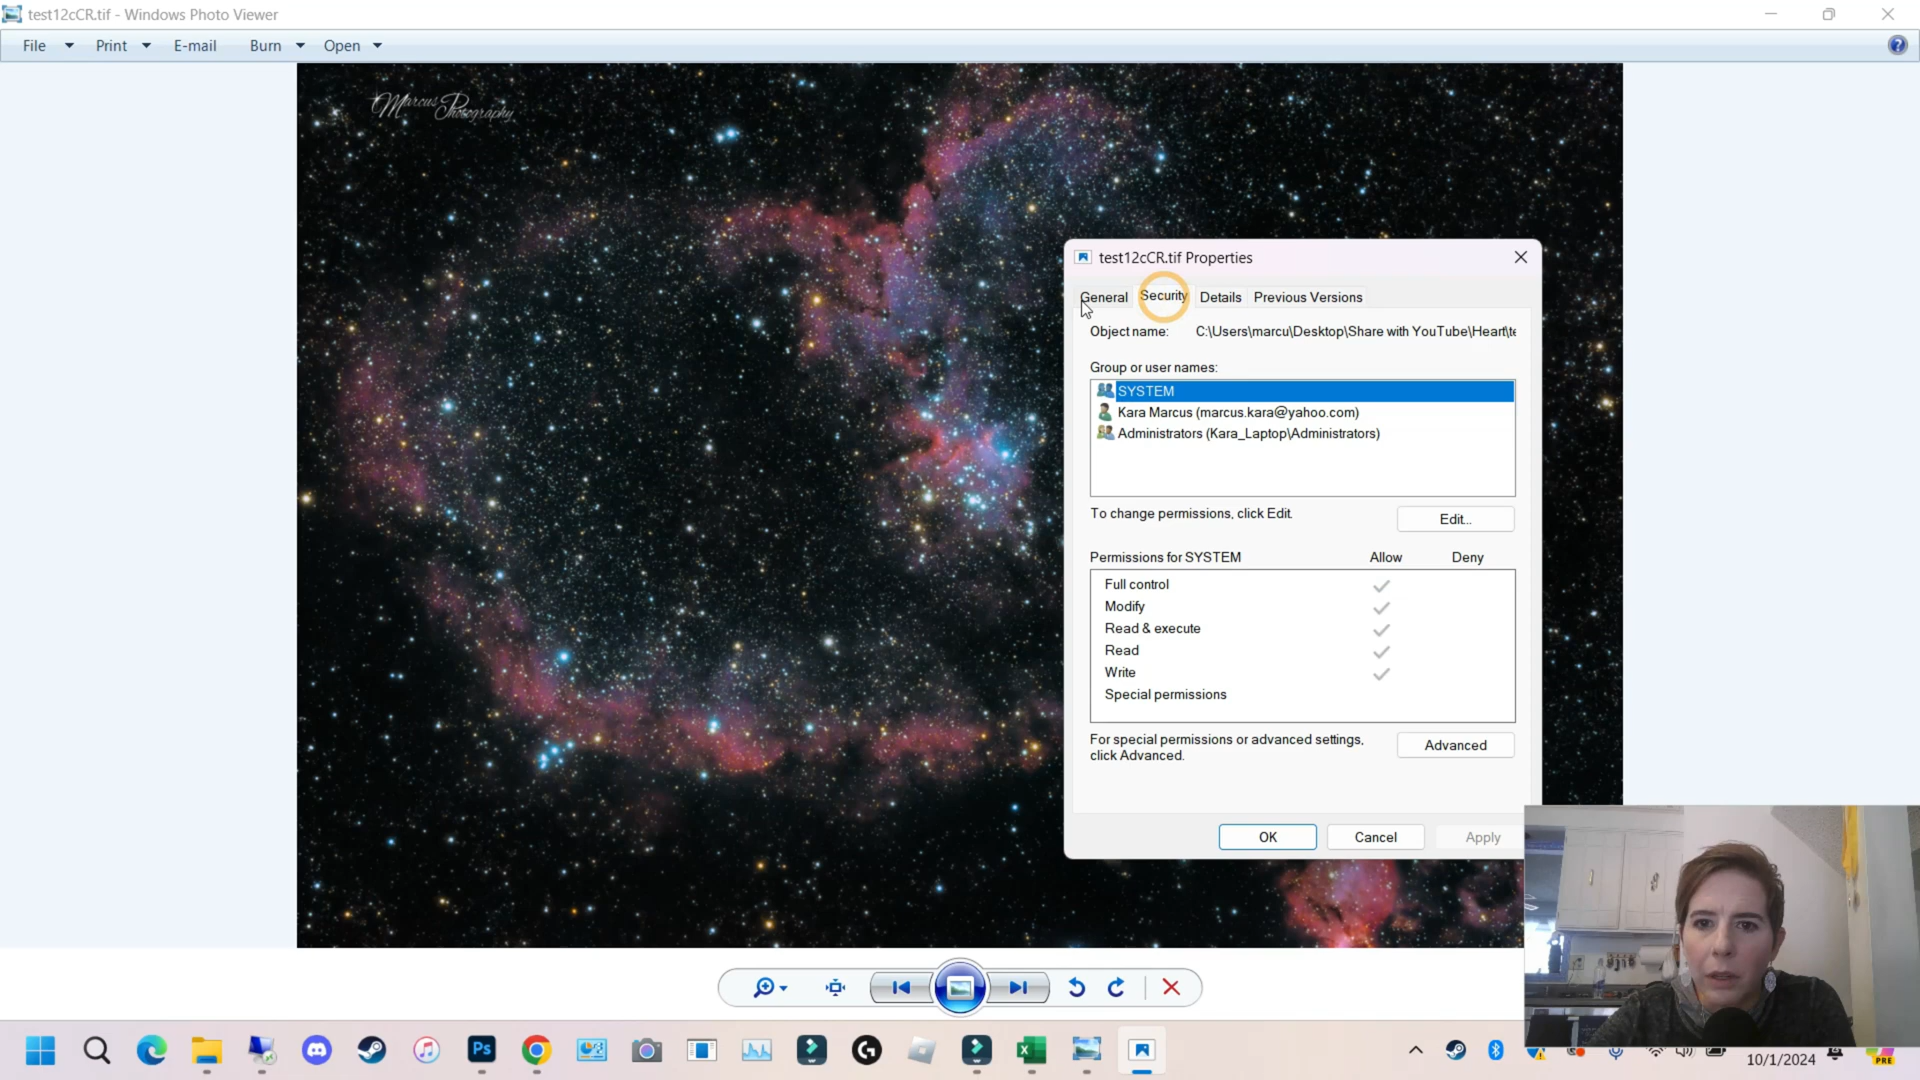 test12cCR.tif - Windows Photo Viewer
File Print E-mail Burn Open
Marcus Photography
test12cCR.tif Properties
General Security Details Previous Versions
Object name: C:\Users\marcu\Desktop\Share with YouTube\Heart\te
Group or user names:
SYSTEM
Kara Marcus (marcus.kara@yahoo.com)
Administrators (Kara_Laptop\Administrators)
To change permissions, click Edit.
Edit...
Permissions for SYSTEM Allow Deny
Full control
Modify
Read & execute
Read
Write
Special permissions
For special permissions or advanced settings,
click Advanced.
Advanced
OK Cancel Apply
Ps
10/1/2024
PRE